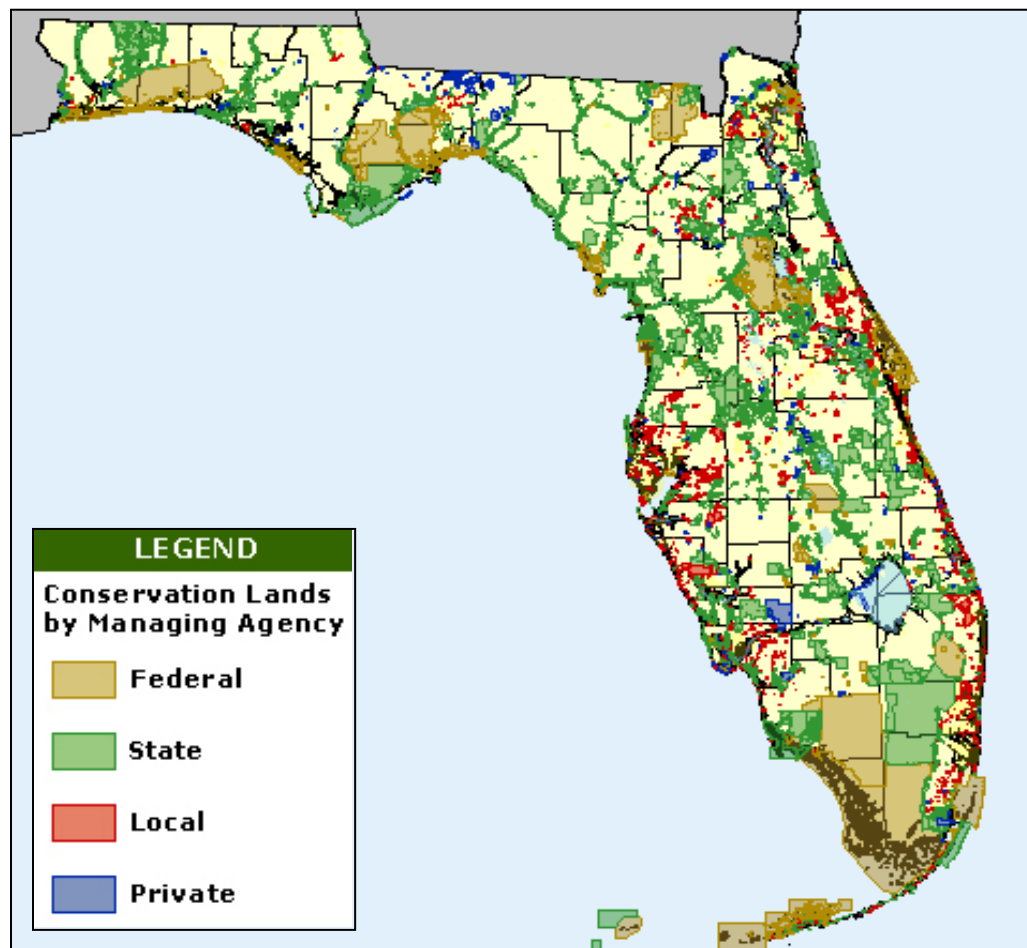 LEGEND
Conservation Lands
by Managing Agency
Federal
State
Local
Private